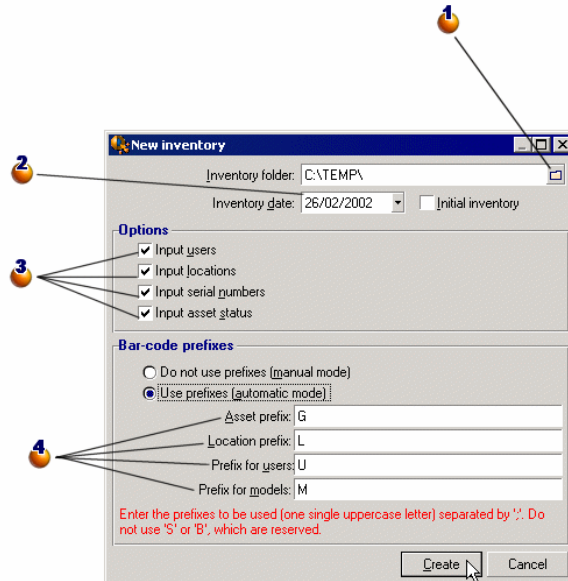 1
New inventory
2
Inventory folder: C:\TEMP\
Inventory date: 26/02/2002 Initial inventory
Options
3
Input users
Input locations
Input serial numbers
Input asset status
Bar-code prefixes
Do not use prefixes (manual mode)
Use prefixes (automatic mode)
Asset prefix: G
Location prefix: L
4
Prefix for users: U
Prefix for models: M
Enter the prefixes to be used (one single uppercase letter) separated by ';'. Do
not use 'S' or 'B', which are reserved.
Create Cancel